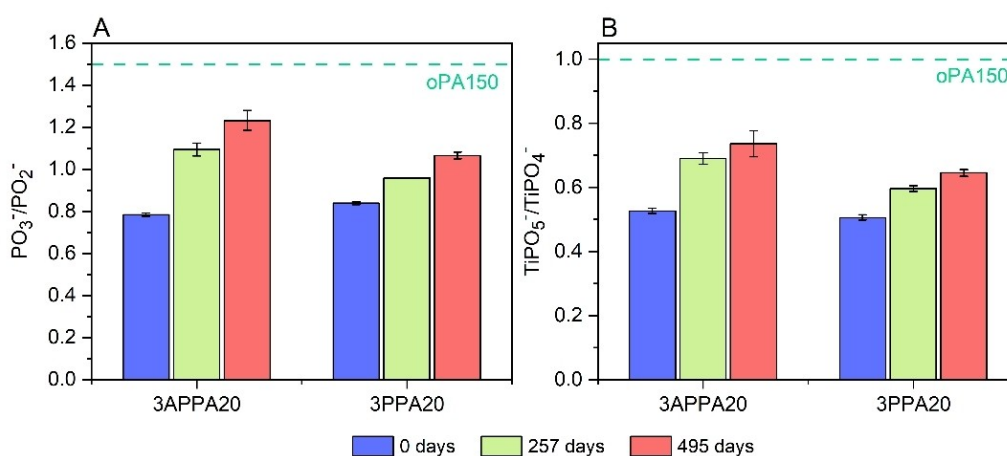 A
PO₃⁻/PO₂⁻
1.6
1.4
1.2
1.0
0.8
0.6
0.4
0.2
0.0
oPA150
3APPA20
3PPA20
B
TiPO₅⁻/TiPO₄⁻
1.0
0.8
0.6
0.4
0.2
0.0
oPA150
3APPA20
3PPA20
0 days
257 days
495 days